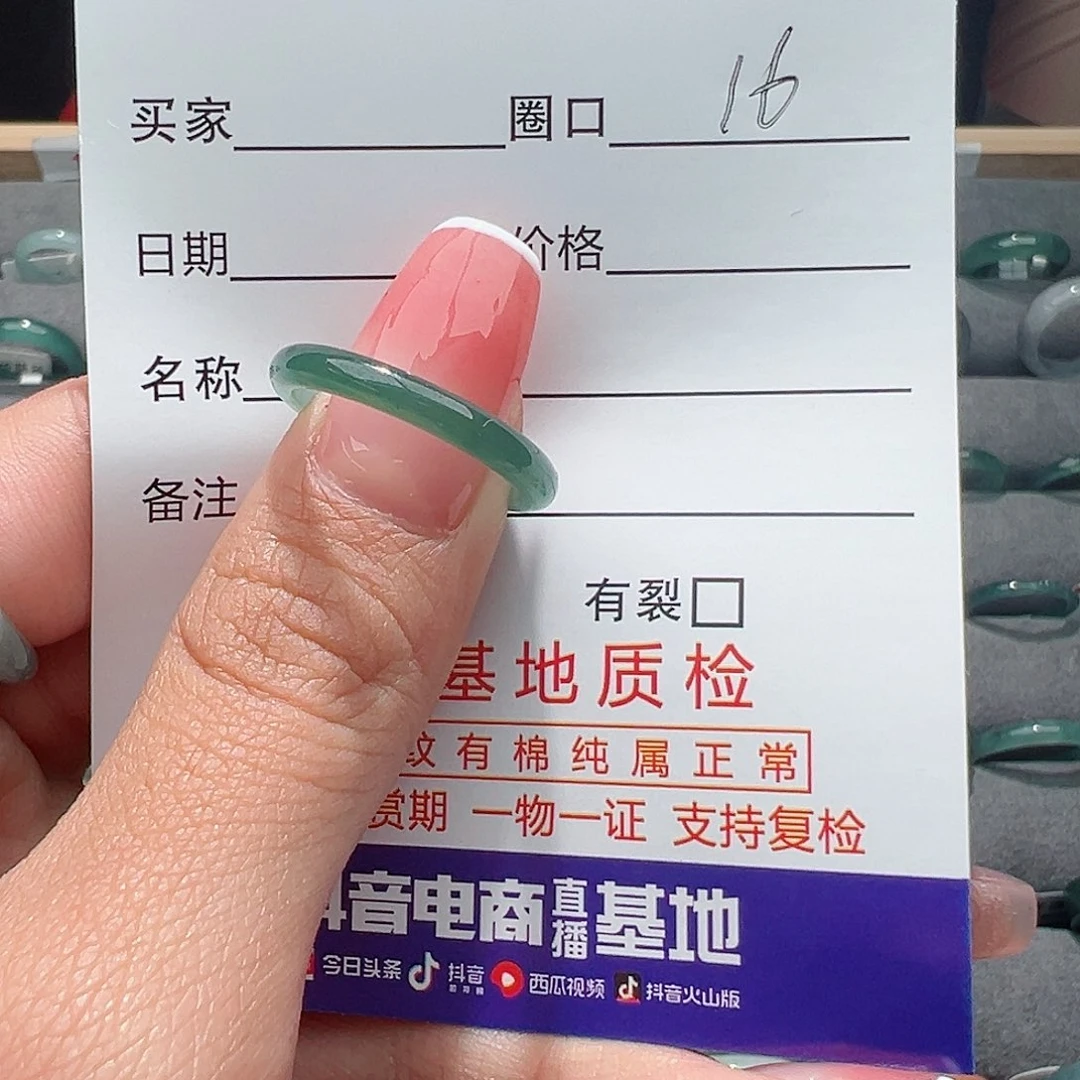 买家 圈口 16
日期 价格
名称
备注
有裂
基地质检
纹有棉纯属正常
赏期 一物一证 支持复检
抖音电商直播基地
今日头条 抖音 西瓜视频 抖音火山版